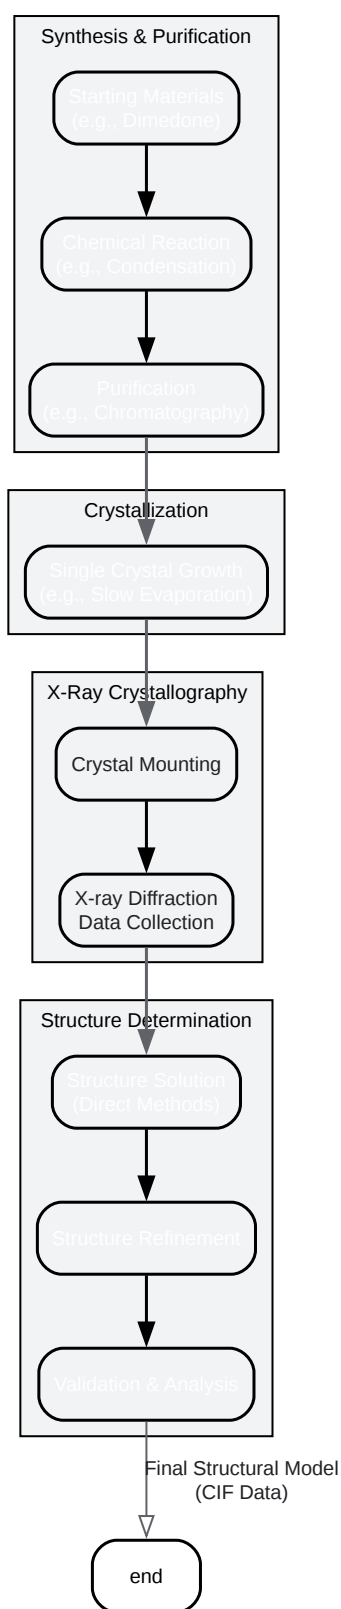 Synthesis & Purification
Starting Materials
(e.g., Dimedone)
Chemical Reaction
(e.g., Condensation)
Purification
(e.g., Chromatography)
Crystallization
Single Crystal Growth
(e.g., Slow Evaporation)
X-Ray Crystallography
Crystal Mounting
X-ray Diffraction
Data Collection
Structure Determination
Structure Solution
(Direct Methods)
Structure Refinement
Validation & Analysis
Final Structural Model
(CIF Data)
end